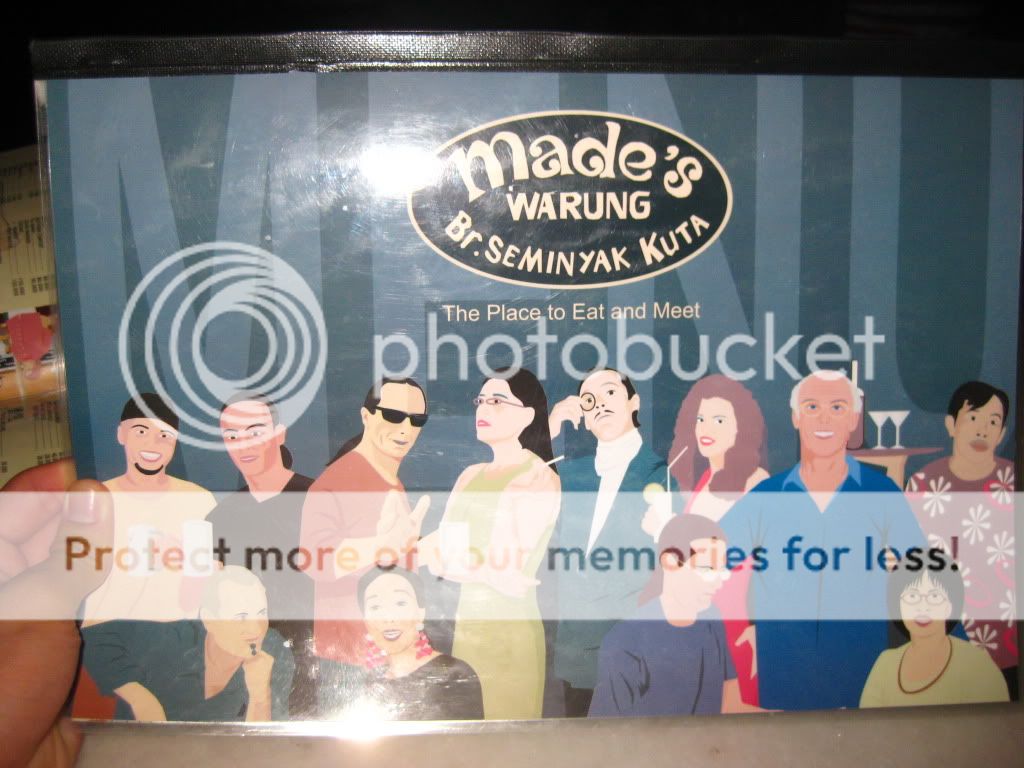 MENU
made's
WARUNG
Br. SEMINYAK KUTA
The Place to Eat and Meet
photobucket
Protect more of your memories for less!